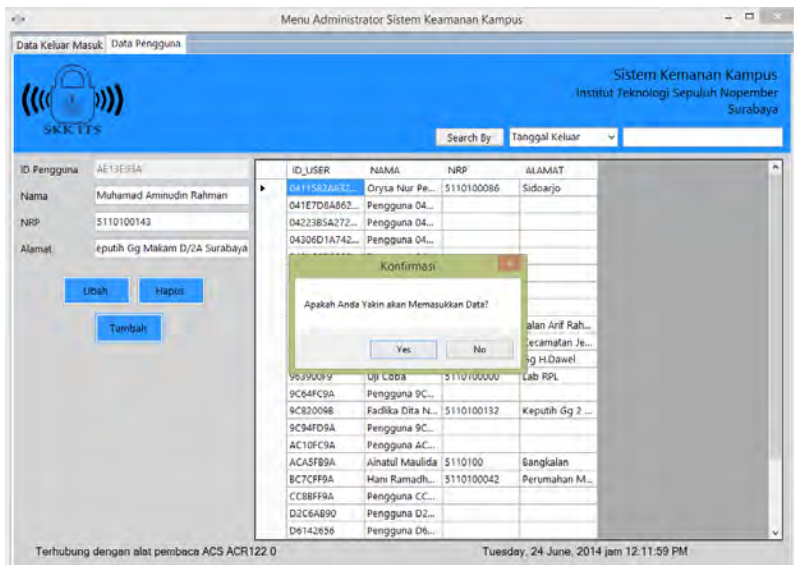 Menu Administrator Sistem Keamanan Kampus
Data Keluar Masuk Data Pengguna
Sistem Kemanan Kampus
Institut Teknologi Sepuluh Nopember
Surabaya
SKK ITS
Search By Tanggal Keluar
ID Pengguna AE13E93A
Nama Muhamad Aminudin Rahman
NRP 5110100143
Alamat eputih Gg Makam D/2A Surabaya
Ubah Hapus
Tambah
ID_USER NAMA NRP ALAMAT
0411582A832... Orysa Nur Pe... 5110100086 Sidoarjo
041E7D8A862... Pengguna 04...
04223B5A272... Pengguna 04...
04306D1A742... Pengguna 04...
Konfirmasi
Apakah Anda Yakin akan Memasukkan Data?
Yes No
alan Arif Rah...
ecamatan Je...
g H.Dawel
963900F9 Uji Coba 5110100000 Lab RPL
9C64FC9A Pengguna 9C...
9C820098 Fadlika Dita N... 5110100132 Keputih Gg 2 ...
9C94FD9A Pengguna 9C...
AC10FC9A Pengguna AC...
ACA5FB9A Ainatul Maulida 5110100 Bangkalan
BC7CFF9A Hani Ramadh... 5110100042 Perumahan M...
CCBBFF9A Pengguna CC...
D2C6AB90 Pengguna D2...
D6142656 Pengguna D6...
Terhubung dengan alat pembaca ACS ACR122 0
Tuesday, 24 June, 2014 jam 12:11:59 PM